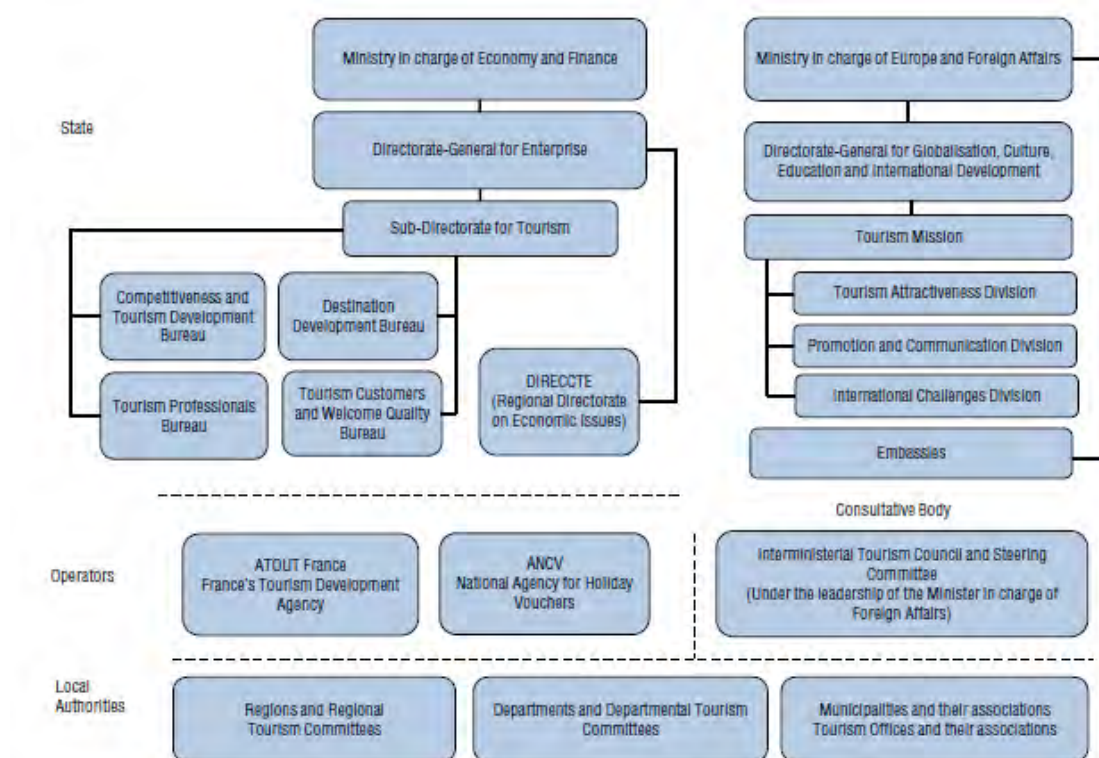 Ministry in charge of Economy and Finance
Ministry in charge of Europe and Foreign Affairs
State
Directorate-General for Enterprise
Directorate-General for Globalisation, Culture,
Education and International Development
Sub-Directorate for Tourism
Tourism Mission
Competitiveness and
Tourism Development
Bureau
Destination
Development Bureau
Tourism Attractiveness Division
Promotion and Communication Division
Tourism Professionals
Bureau
Tourism Customers
and Welcome Quality
Bureau
DIRECCTE
(Regional Directorate
on Economic Issues)
International Challenges Division
Embassies
Consultative Body
Operators
ATOUT France
France's Tourism Development
Agency
ANCV
National Agency for Holiday
Vouchers
Interministerial Tourism Council and Steering
Committee
(Under the leadership of the Minister in charge of
Foreign Affairs)
Local
Authorities
Regions and Regional
Tourism Committees
Departments and Departmental Tourism
Committees
Municipalities and their associations
Tourism Offices and their associations